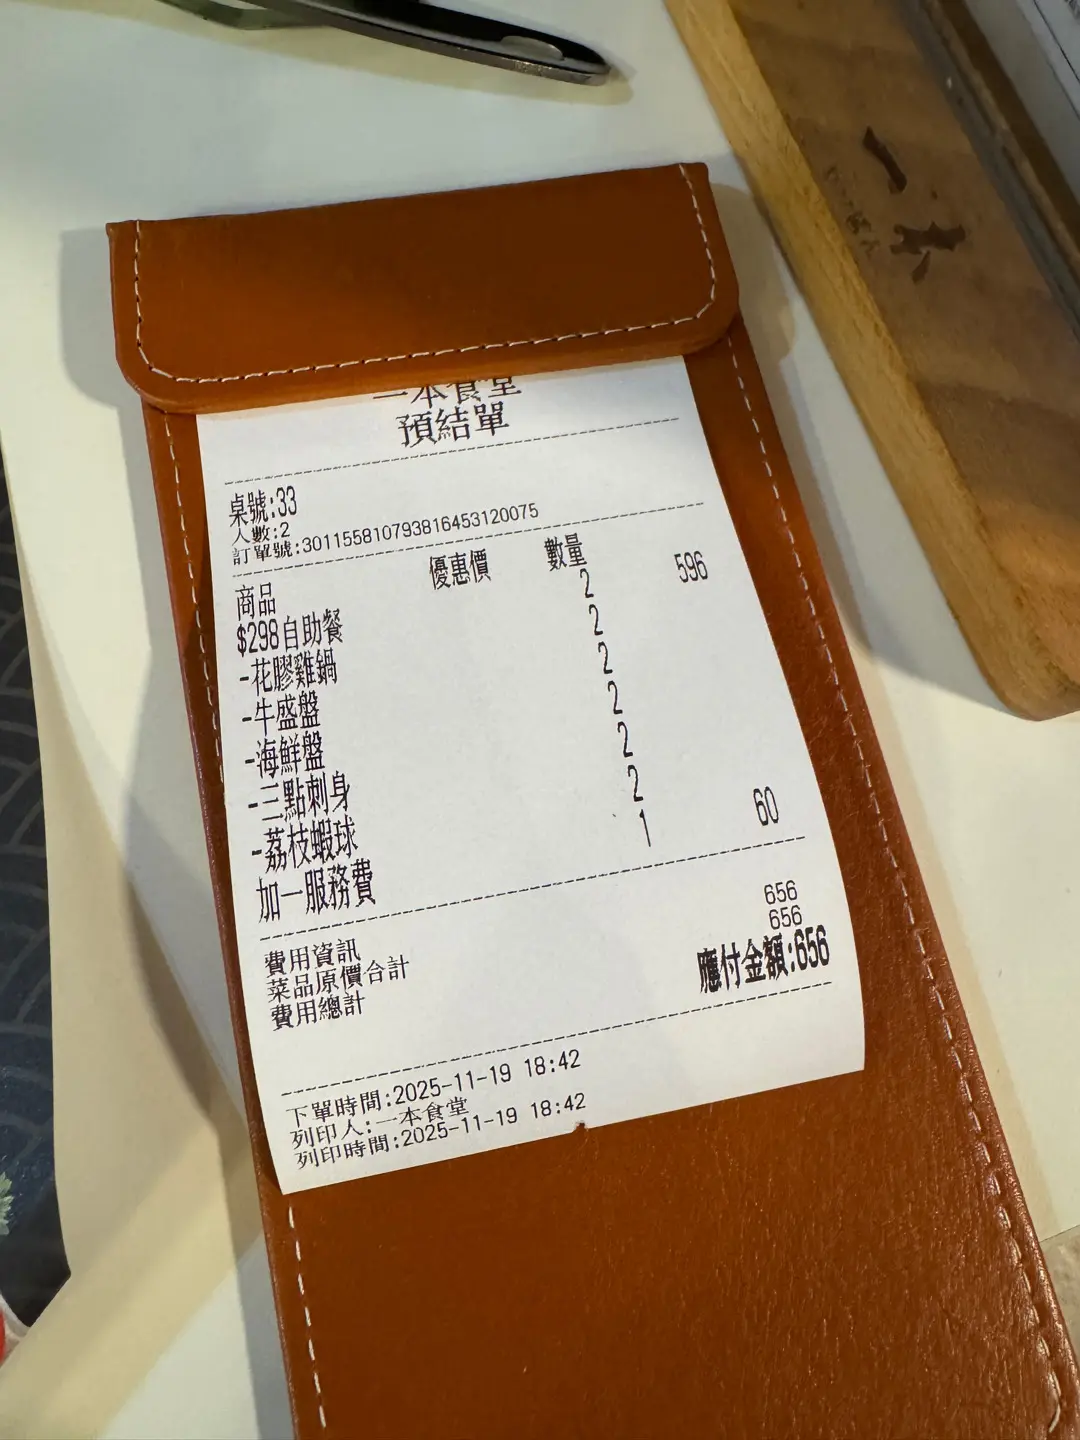 一本食堂
預結單
桌號:33
人數:2
訂單號:301155810793816453120075
商品 優惠價 數量
$298自助餐 2 596
-花膠雞鍋 2
-牛盛盤 2
-海鮮盤 2
-三點刺身 2
-荔枝蝦球 2
加一服務費 1 60
費用資訊
菜品原價合計 656
費用總計 656
應付金額:656
下單時間:2025-11-19 18:42
列印人:一本食堂
列印時間:2025-11-19 18:42